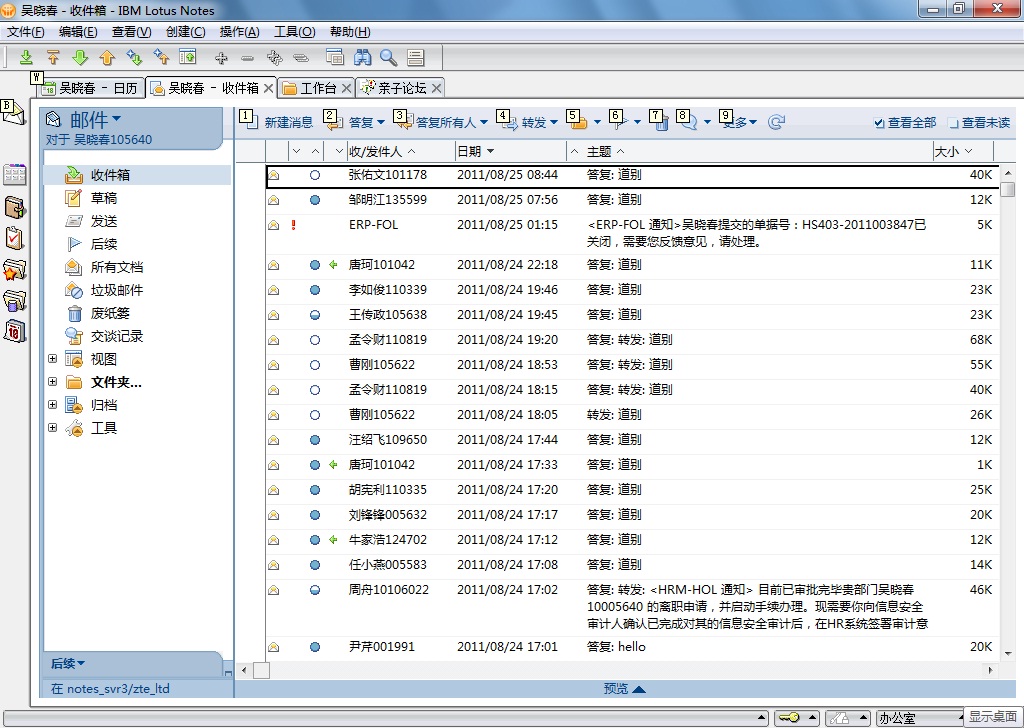 吴晓春 - 收件箱 - IBM Lotus Notes
文件(F) 编辑(E) 查看(V) 创建(C) 操作(A) 工具(O) 帮助(H)
W 吴晓春 - 日历 吴晓春 - 收件箱 工作台 亲子论坛
B
邮件
对于 吴晓春105640
1 新建消息 2 答复 3 答复所有人 4 转发 5 6 7 8 9 更多 查看全部 查看未读
收/发件人 日期 主题 大小
收件箱
草稿
发送
后续
所有文档
垃圾邮件
废纸篓
交谈记录
视图
文件夹...
归档
工具
张佑文101178 2011/08/25 08:44 答复: 道别 40K
邹明江135599 2011/08/25 07:56 答复: 道别 12K
ERP-FOL 2011/08/25 01:15 <ERP-FOL 通知>吴晓春提交的单据号：HS403-2011003847已 5K
关闭，需要您反馈意见，请处理。
唐珂101042 2011/08/24 22:18 答复: 道别 11K
李如俊110339 2011/08/24 19:46 答复: 道别 23K
王传政105638 2011/08/24 19:45 答复: 道别 23K
孟令财110819 2011/08/24 19:20 答复: 转发: 道别 68K
曹刚105622 2011/08/24 18:53 答复: 转发: 道别 55K
孟令财110819 2011/08/24 18:15 答复: 转发: 道别 40K
曹刚105622 2011/08/24 18:05 转发: 道别 26K
汪绍飞109650 2011/08/24 17:44 答复: 道别 12K
唐珂101042 2011/08/24 17:33 答复: 道别 1K
胡宪利110335 2011/08/24 17:20 答复: 道别 25K
刘锋锋005632 2011/08/24 17:17 答复: 道别 20K
牛家浩124702 2011/08/24 17:12 答复: 道别 12K
任小燕005583 2011/08/24 17:08 答复: 道别 14K
周舟10106022 2011/08/24 17:02 答复: 转发: <HRM-HOL 通知> 目前已审批完毕贵部门吴晓春 46K
10005640 的离职申请，并启动手续办理。现需要你向信息安全
审计人确认已完成对其的信息安全审计后，在HR系统签署审计意
尹芹001991 2011/08/24 17:01 答复: hello 20K
后续
在 notes_svr3/zte_ltd
预览
办公室
显示桌面